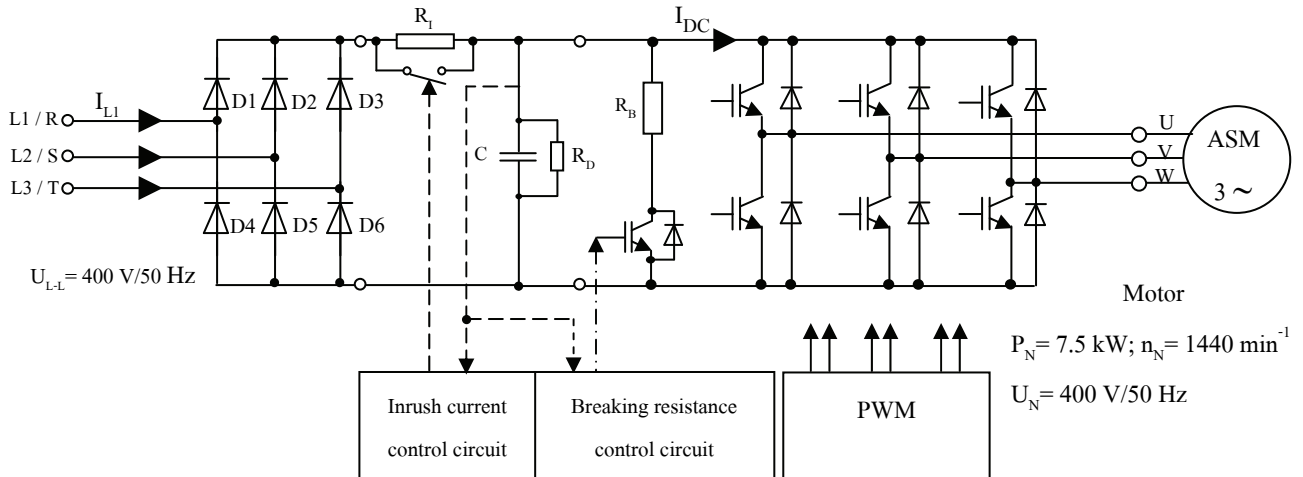 R_I
I_DC
D1
D2
D3
I_L1
L1 / R
L2 / S
L3 / T
R_B
C
R_D
U
V
W
ASM
3 ~
D4
D5
D6
U_L-L= 400 V/50 Hz
Motor
P_N= 7.5 kW; n_N= 1440 min^-1
U_N= 400 V/50 Hz
Inrush current
control circuit
Breaking resistance
control circuit
PWM